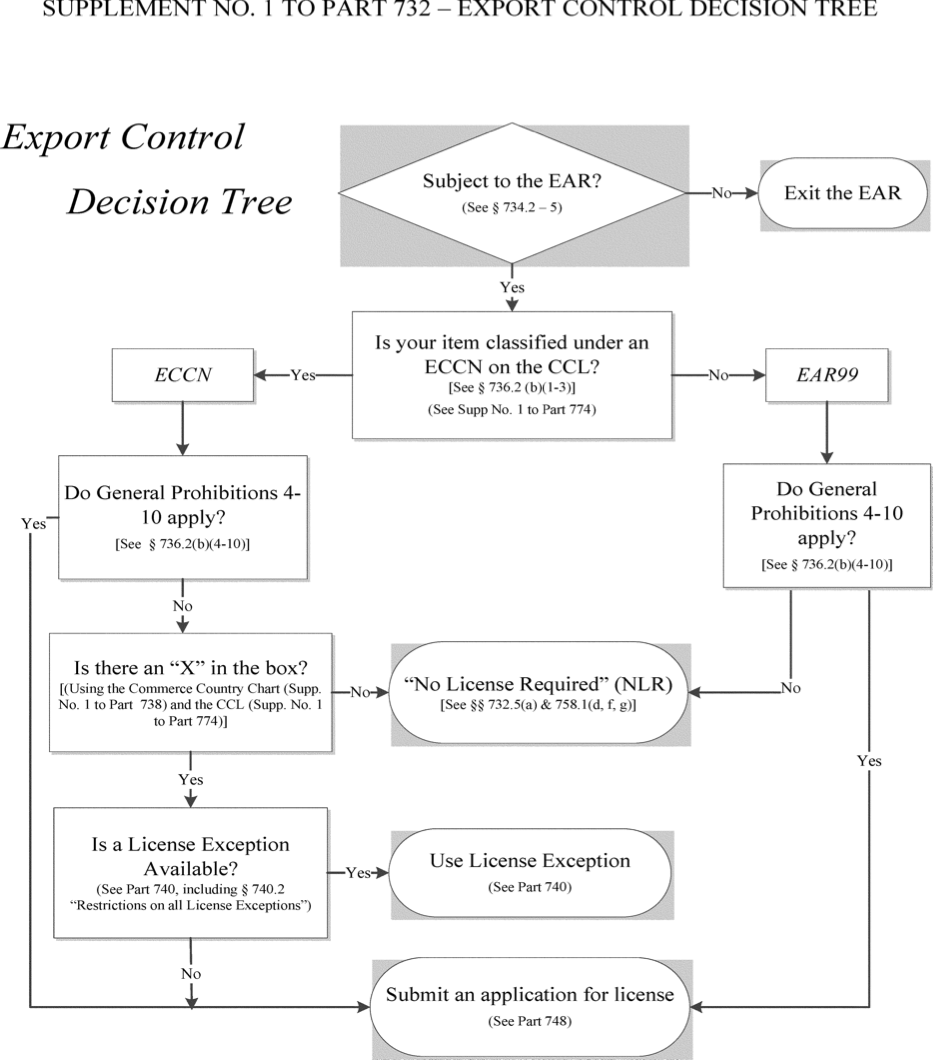 SUPPLEMENT NO. 1 TO PART 732 – EXPORT CONTROL DECISION TREE
Export Control
Decision Tree
Subject to the EAR?
(See § 734.2 – 5)
No
Exit the EAR
Yes
Is your item classified under an
ECCN on the CCL?
[See § 736.2 (b)(1-3)]
(See Supp No. 1 to Part 774)
Yes
ECCN
No
EAR99
Do General Prohibitions 4-
10 apply?
[See § 736.2(b)(4-10)]
Yes
No
Do General
Prohibitions 4-10
apply?
[See § 736.2(b)(4-10)]
No
Yes
Is there an “X” in the box?
[(Using the Commerce Country Chart (Supp.
No. 1 to Part 738) and the CCL (Supp. No. 1
to Part 774)]
No
“No License Required” (NLR)
[See §§ 732.5(a) & 758.1(d, f, g)]
Yes
Is a License Exception
Available?
(See Part 740, including § 740.2
“Restrictions on all License Exceptions”)
Yes
Use License Exception
(See Part 740)
No
Submit an application for license
(See Part 748)